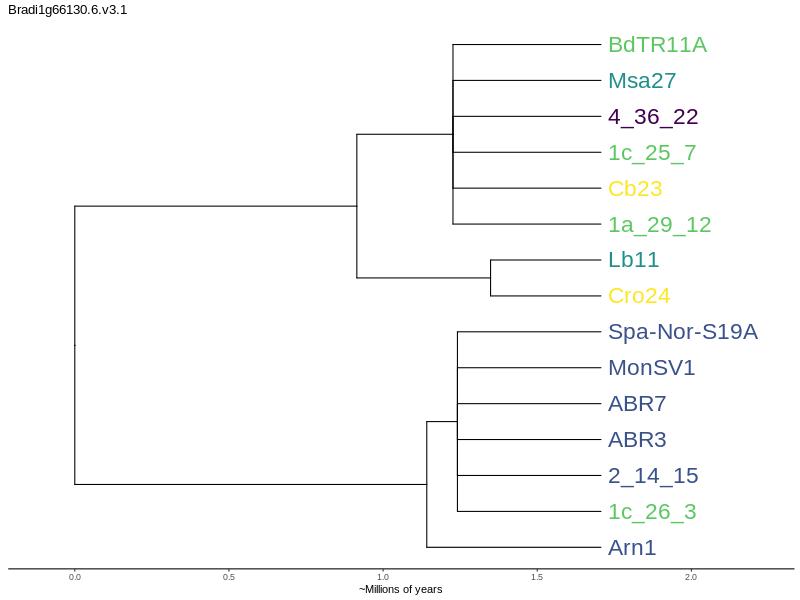 Bradi1g66130.6.v3.1
BdTR11A
Msa27
4_36_22
1c_25_7
Cb23
1a_29_12
Lb11
Cro24
Spa-Nor-S19A
MonSV1
ABR7
ABR3
2_14_15
1c_26_3
Arn1
0.0 0.5 1.0 1.5 2.0
~Millions of years